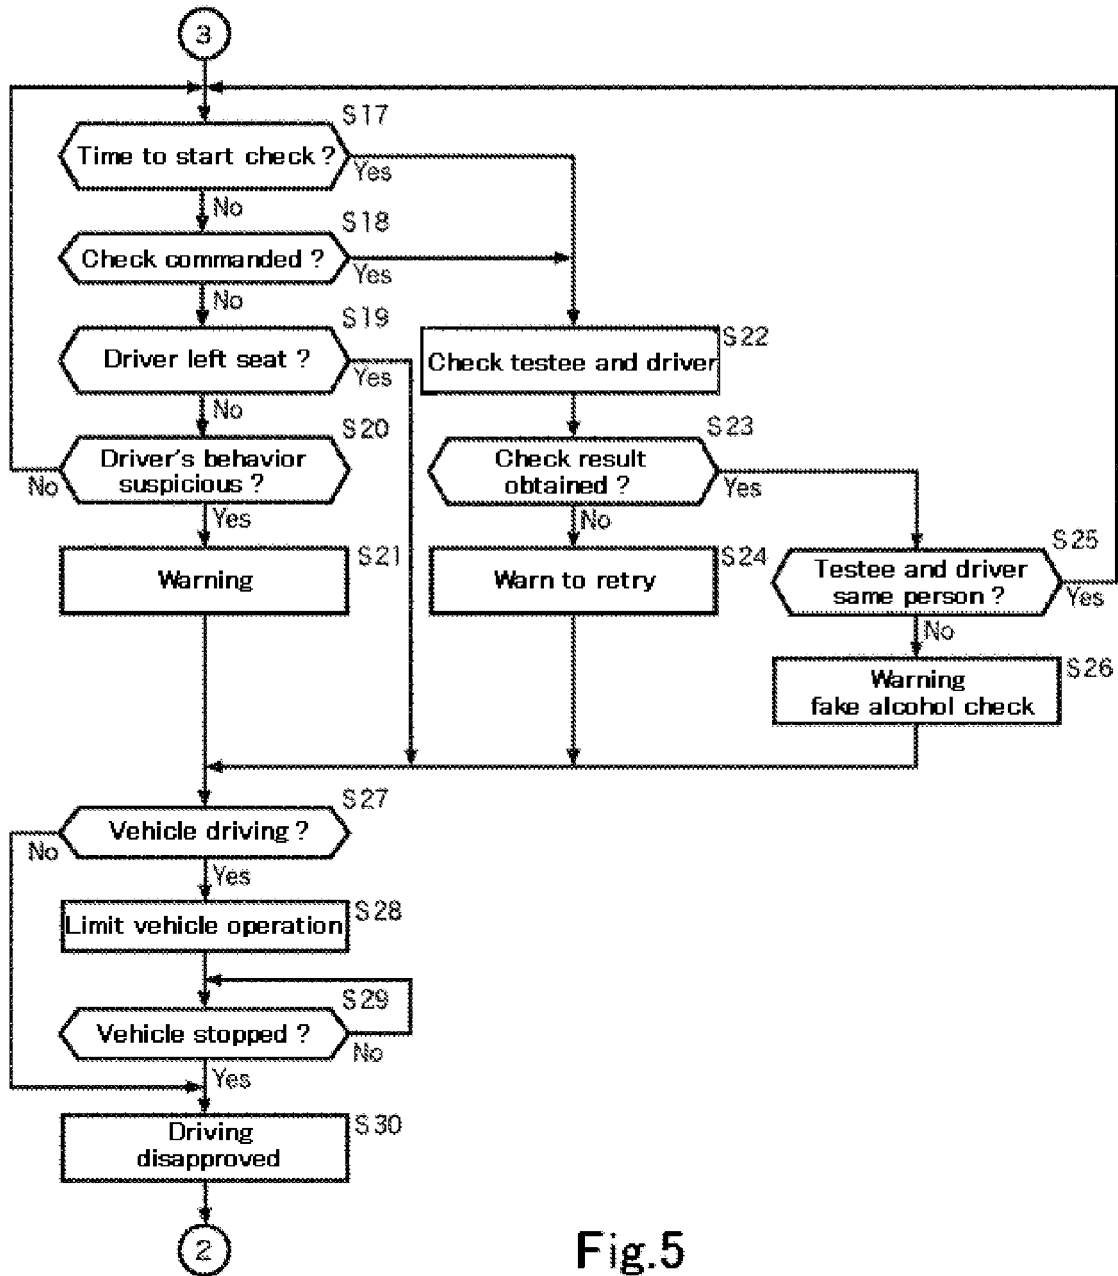 3
S17
Time to start check ?
Yes
No
S18
Check commanded ?
Yes
No
S19
Driver left seat ?
Yes
No
S20
Driver's behavior
suspicious ?
No
Yes
S21
Warning
S22
Check testee and driver
S23
Check result
obtained ?
Yes
No
S24
Warn to retry
S25
Testee and driver
same person ?
Yes
No
S26
Warning
fake alcohol check
S27
Vehicle driving ?
No
Yes
S28
Limit vehicle operation
S29
Vehicle stopped ?
No
Yes
S30
Driving
disapproved
2
Fig.5